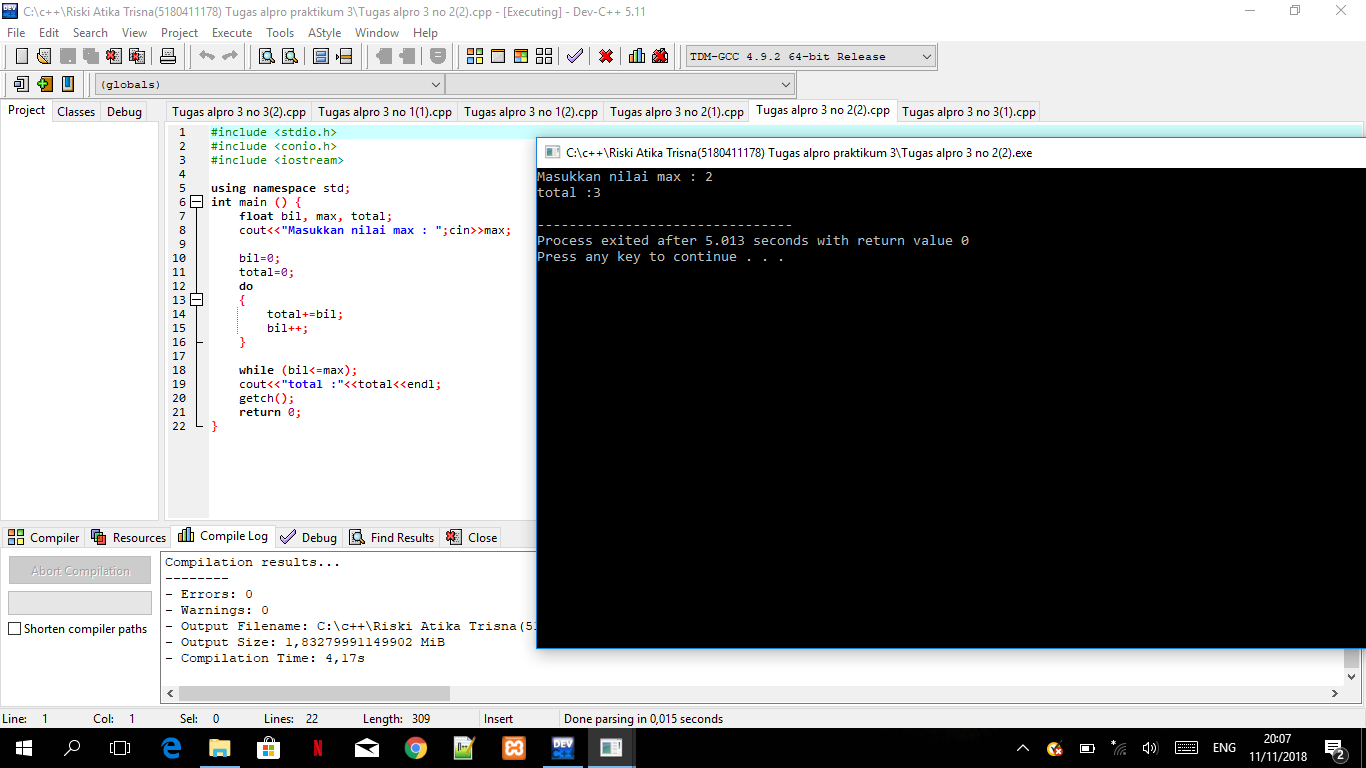 C:\c++\Riski Atika Trisna(5180411178) Tugas alpro praktikum 3\Tugas alpro 3 no 2(2).cpp - [Executing] - Dev-C++ 5.11
File Edit Search View Project Execute Tools AStyle Window Help
TDM-GCC 4.9.2 64-bit Release
(globals)
Project Classes Debug
Tugas alpro 3 no 3(2).cpp Tugas alpro 3 no 1(1).cpp Tugas alpro 3 no 1(2).cpp Tugas alpro 3 no 2(1).cpp Tugas alpro 3 no 2(2).cpp Tugas alpro 3 no 3(1).cpp
1 #include <stdio.h>
2 #include <conio.h>
3 #include <iostream>
4
5 using namespace std;
6 int main () {
7 float bil, max, total;
8 cout<<"Masukkan nilai max : ";cin>>max;
9
10 bil=0;
11 total=0;
12 do
13 {
14 total+=bil;
15 bil++;
16 }
17
18 while (bil<=max);
19 cout<<"total :"<<total<<endl;
20 getch();
21 return 0;
22 }
C:\c++\Riski Atika Trisna(5180411178) Tugas alpro praktikum 3\Tugas alpro 3 no 2(2).exe
Masukkan nilai max : 2
total :3
--------------------------------
Process exited after 5.013 seconds with return value 0
Press any key to continue . . .
Compiler Resources Compile Log Debug Find Results Close
Abort Compilation
Shorten compiler paths
Compilation results...
--------
- Errors: 0
- Warnings: 0
- Output Filename: C:\c++\Riski Atika Trisna(51
- Output Size: 1,83279991149902 MiB
- Compilation Time: 4,17s
Line: 1 Col: 1 Sel: 0 Lines: 22 Length: 309 Insert Done parsing in 0,015 seconds
DEV
ENG
20:07
11/11/2018
2